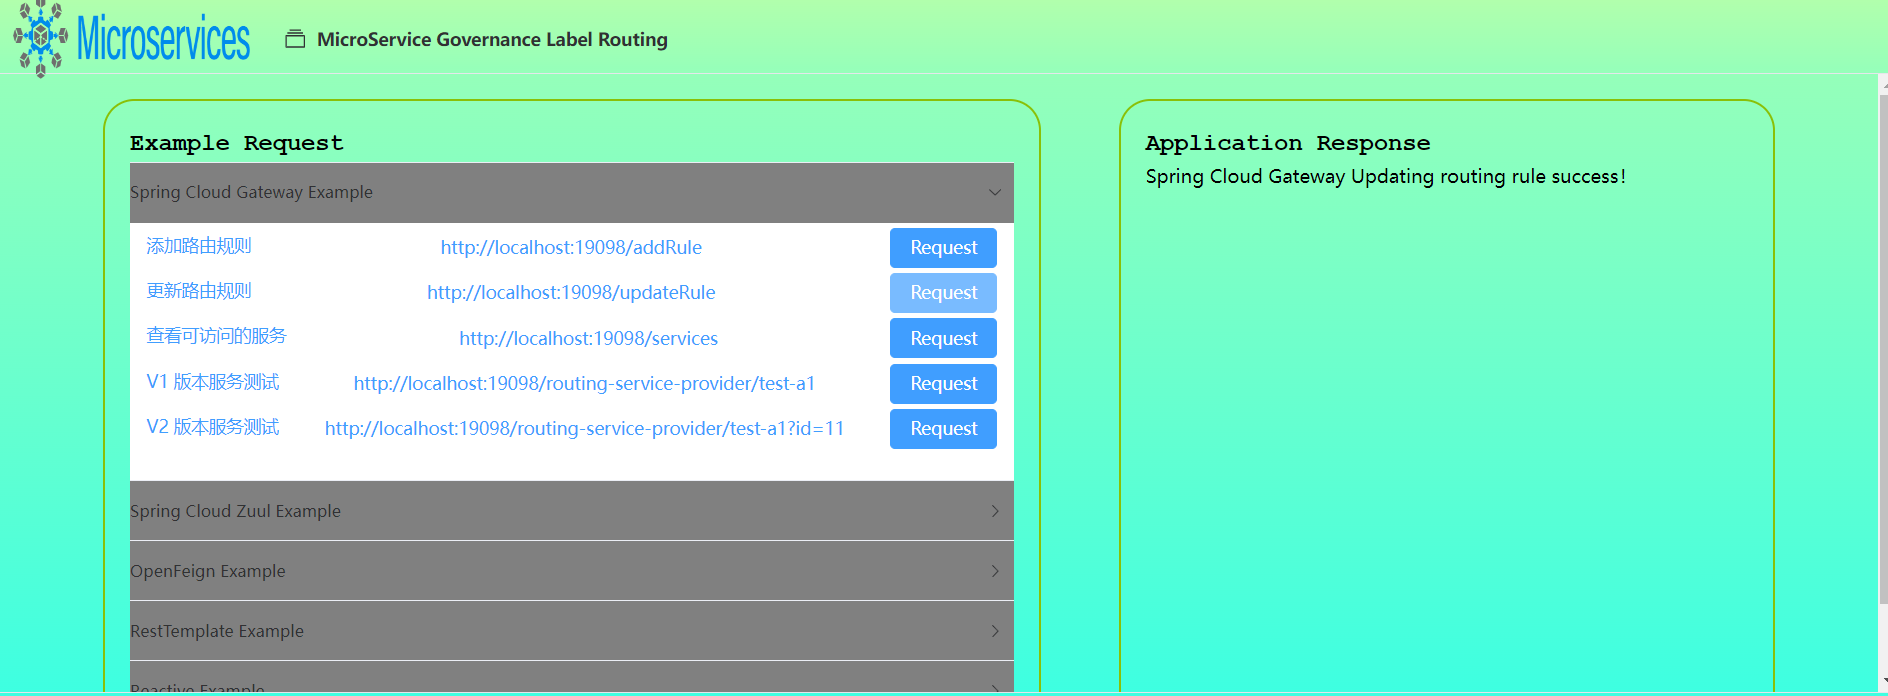 Microservices
MicroService Governance Label Routing
Example Request
Spring Cloud Gateway Example
添加路由规则 http://localhost:19098/addRule Request
更新路由规则 http://localhost:19098/updateRule Request
查看可访问的服务 http://localhost:19098/services Request
V1 版本服务测试 http://localhost:19098/routing-service-provider/test-a1 Request
V2 版本服务测试 http://localhost:19098/routing-service-provider/test-a1?id=11 Request
Spring Cloud Zuul Example
OpenFeign Example
RestTemplate Example
Reactive Example
Application Response
Spring Cloud Gateway Updating routing rule success!